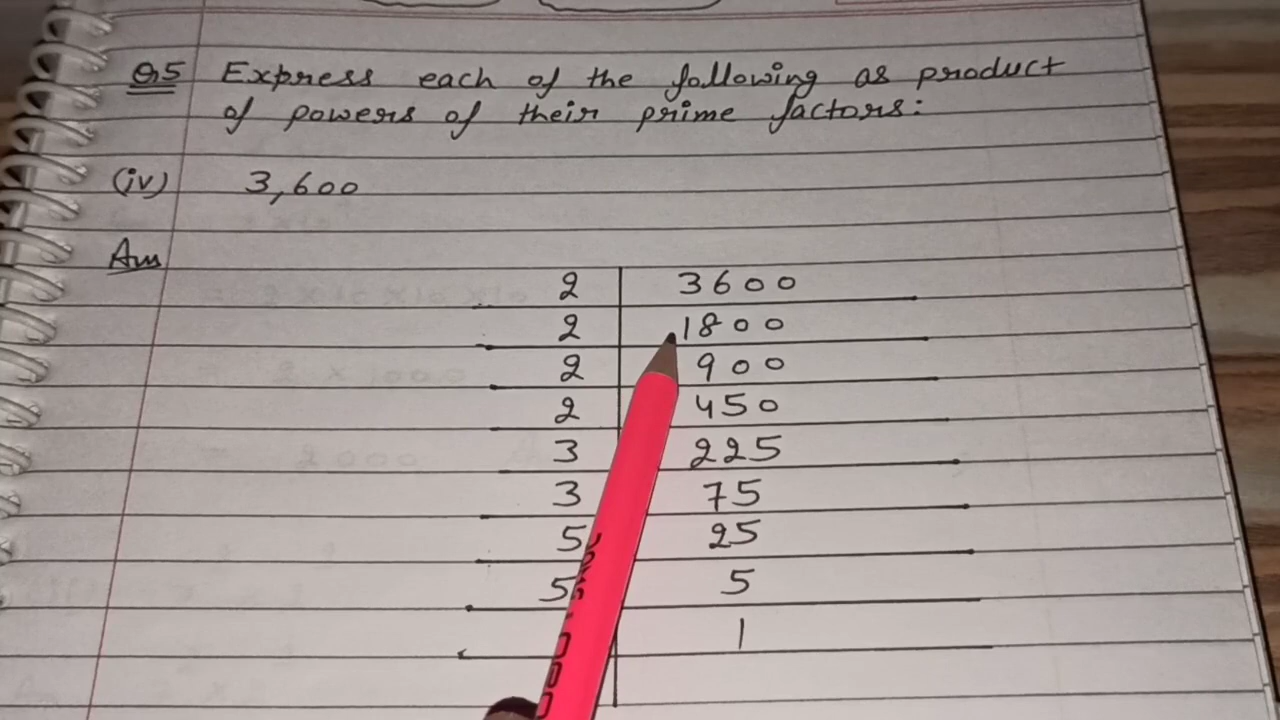 Q5 Express each of the following as product
of powers of their prime factors:
(iv) 3,600
Ans
2 3600
2 1800
2 900
2 450
3 225
3 75
5 25
5 5
1